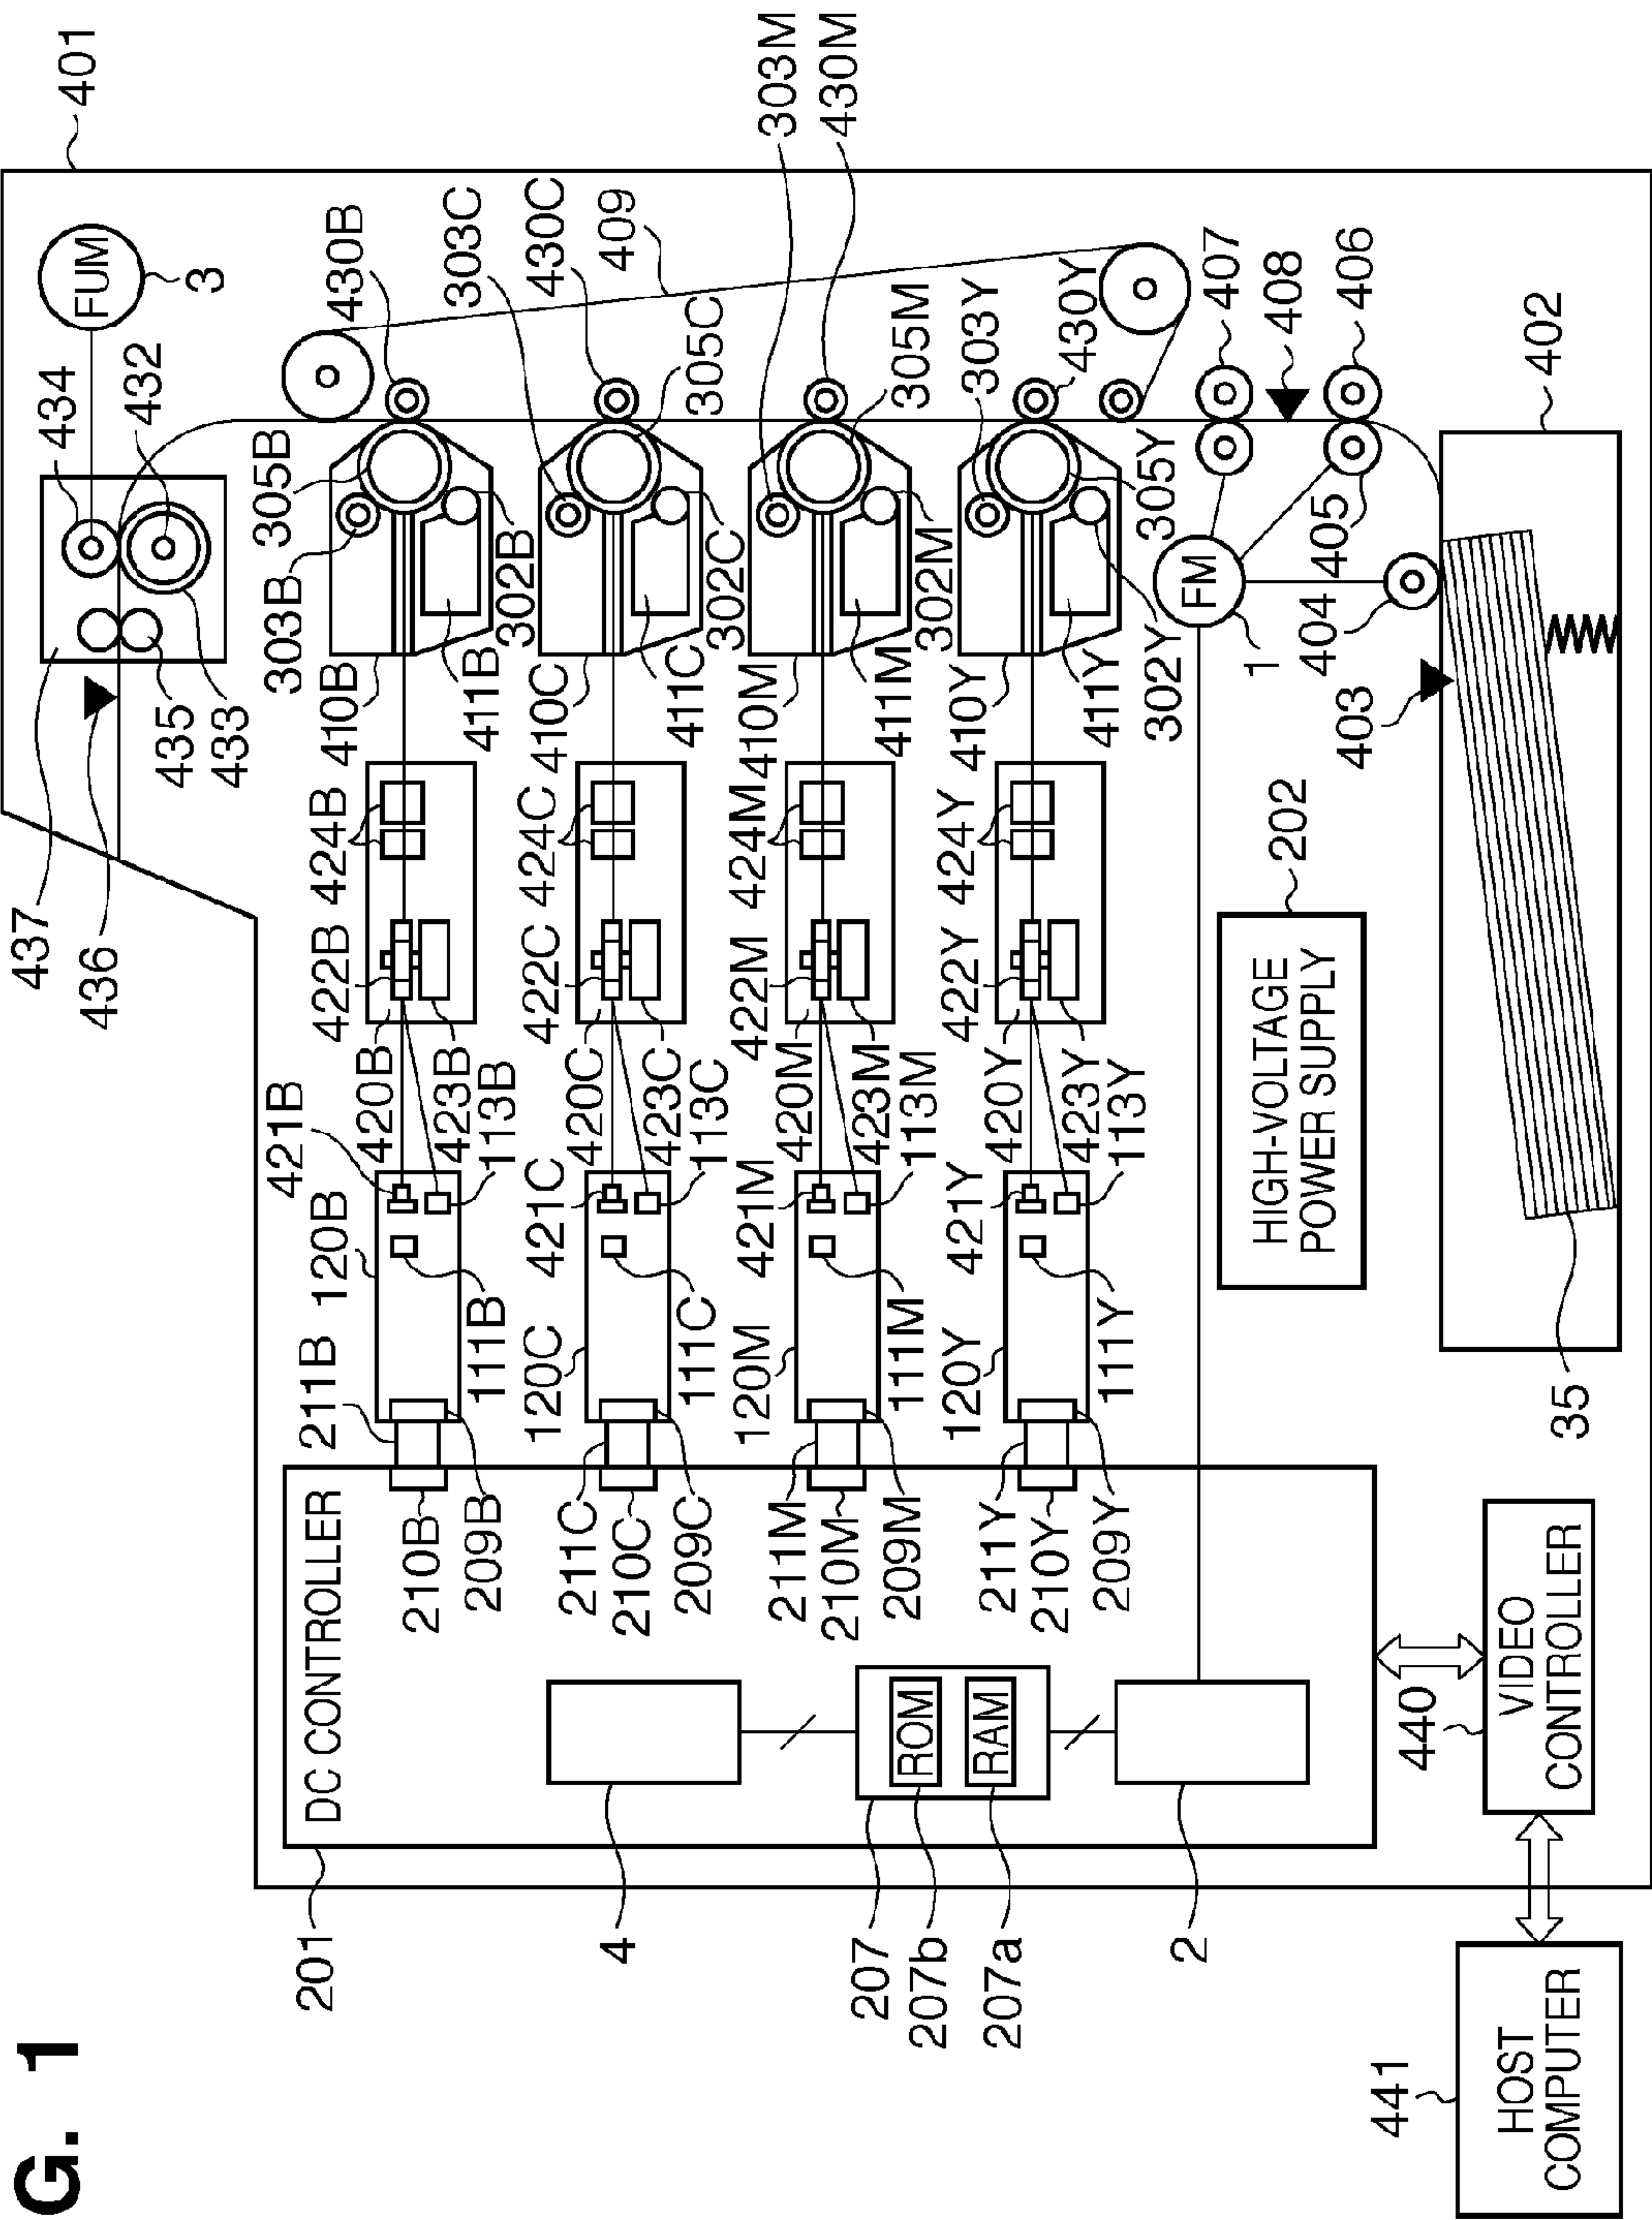 G. 1
401
FUM
3
434
432
437
436
435
433
430B
303C
430C
409
303M
430M
305B
303B
302B
305C
305M
303Y
430Y
407
408
406
402
410B
411B
410C
411C
302C
410M
411M
302M
410Y
411Y
302Y
305Y
FM
1
404
405
403
424B
422B
424C
422C
424M
422M
424Y
422Y
202
HIGH-VOLTAGE
POWER SUPPLY
421B
420B
423B
113B
420C
423C
113C
420M
423M
113M
420Y
423Y
113Y
120B
421C
421M
421Y
211B
111B
120C
111C
120M
111M
120Y
111Y
35
DC CONTROLLER
210B
209B
211C
210C
209C
211M
210M
209M
211Y
210Y
209Y
ROM
RAM
440
VIDEO
CONTROLLER
201
4
207
207b
207a
2
441
HOST
COMPUTER